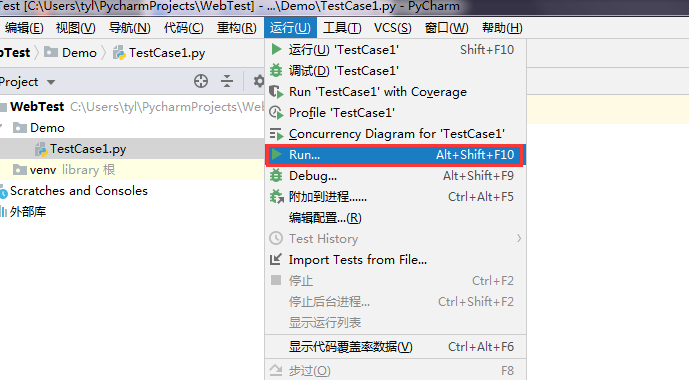 Test [C:\Users\tyl\PycharmProjects\WebTest] - ...\Demo\TestCase1.py - PyCharm
编辑(E) 视图(V) 导航(N) 代码(C) 重构(R) 运行(U) 工具(T) VCS(S) 窗口(W) 帮助(H)
bTest Demo TestCase1.py
Project
WebTest C:\Users\tyl\PycharmProjects\We
Demo
TestCase1.py
venv library 根
Scratches and Consoles
外部库
运行(U) 'TestCase1' Shift+F10
调试(D) 'TestCase1'
Run 'TestCase1' with Coverage
Profile 'TestCase1'
Concurrency Diagram for 'TestCase1'
Run... Alt+Shift+F10
Debug... Alt+Shift+F9
附加到进程...... Ctrl+Alt+F5
编辑配置...(R)
Test History
Import Tests from File...
停止 Ctrl+F2
停止后台进程... Ctrl+Shift+F2
显示运行列表
显示代码覆盖率数据(V) Ctrl+Alt+F6
步过(O) F8